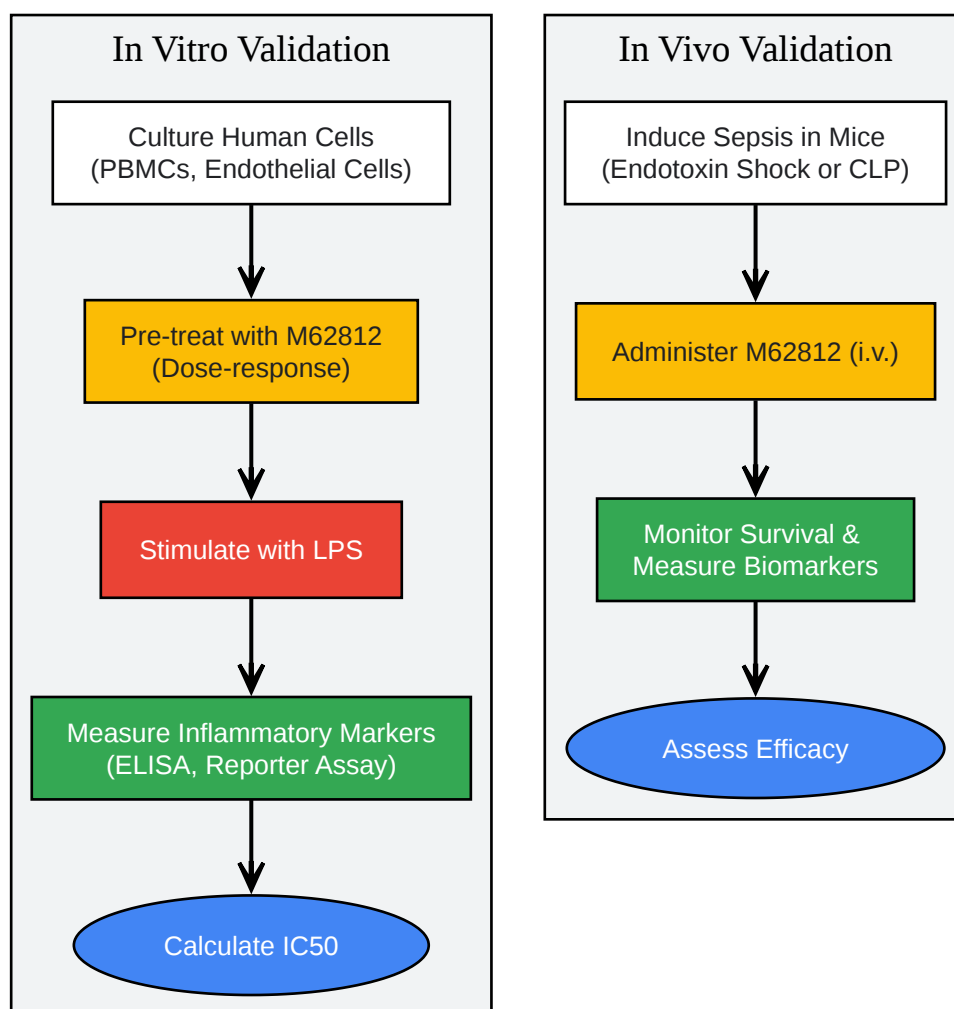 In Vitro Validation
Culture Human Cells
(PBMCs, Endothelial Cells)
Pre-treat with M62812
(Dose-response)
Stimulate with LPS
Measure Inflammatory Markers
(ELISA, Reporter Assay)
Calculate IC50
In Vivo Validation
Induce Sepsis in Mice
(Endotoxin Shock or CLP)
Administer M62812 (i.v.)
Monitor Survival &
Measure Biomarkers
Assess Efficacy